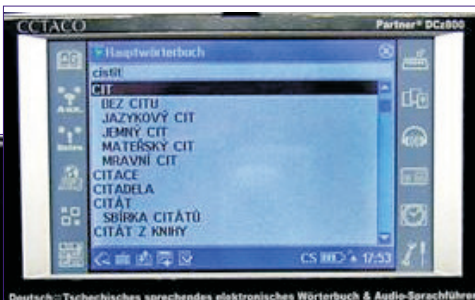 ECTACO
Partner® DCz800
Hauptwörterbuch
cistit
CIT
BEZ CITU
JAZYKOVÝ CIT
JEMNÝ CIT
MATEŘSKÝ CIT
MRAVNÍ CIT
CITACE
CITADELA
CITÁT
SBÍRKA CITÁTŮ
CITÁT Z KNIHY
CS
17:53
Deutsch Tschechisches sprechendes elektronisches Wörterbuch & Audio-Sprachführer